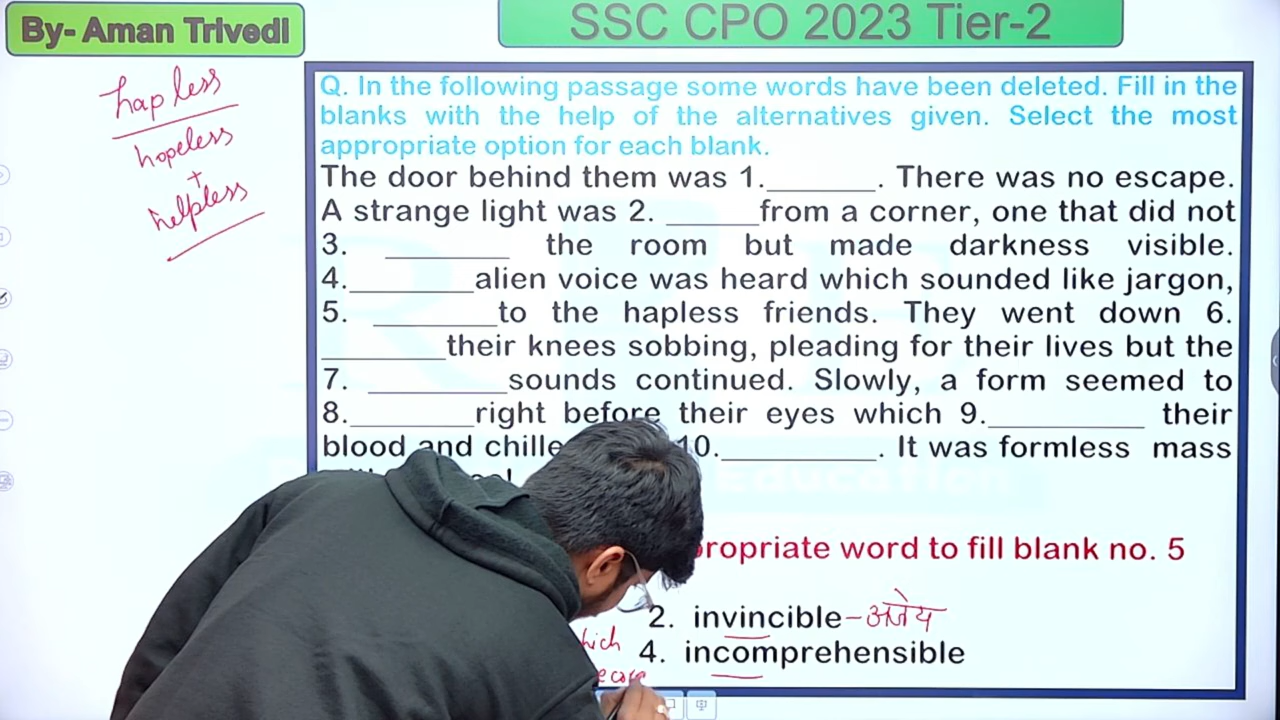 By- Aman Trivedi
SSC CPO 2023 Tier-2
hapless
hopeless
+
helpless
Q. In the following passage some words have been deleted. Fill in the
blanks with the help of the alternatives given. Select the most
appropriate option for each blank.
The door behind them was 1.________. There was no escape.
A strange light was 2. ______from a corner, one that did not
3. ________ the room but made darkness visible.
4.________alien voice was heard which sounded like jargon,
5. ________to the hapless friends. They went down 6.
________their knees sobbing, pleading for their lives but the
7. _________sounds continued. Slowly, a form seemed to
8.________right before their eyes which 9.__________ their
blood and 10.__________. It was formless mass
word to fill blank no. 5
2. invincible – अजेय
4. incomprehensible